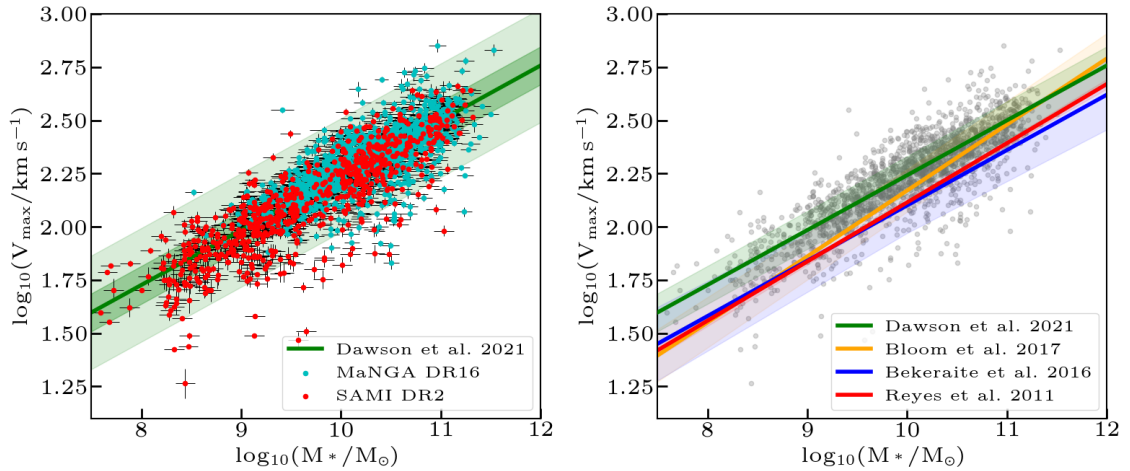 3.00
2.75
2.50
2.25
2.00
1.75
1.50
1.25
log₁₀(V_max/km s⁻¹)
Dawson et al. 2021
MaNGA DR16
SAMI DR2
8 9 10 11 12
log₁₀(M*/M⊙)
3.00
2.75
2.50
2.25
2.00
1.75
1.50
1.25
log₁₀(V_max/km s⁻¹)
Dawson et al. 2021
Bloom et al. 2017
Bekeraite et al. 2016
Reyes et al. 2011
8 9 10 11 12
log₁₀(M*/M⊙)